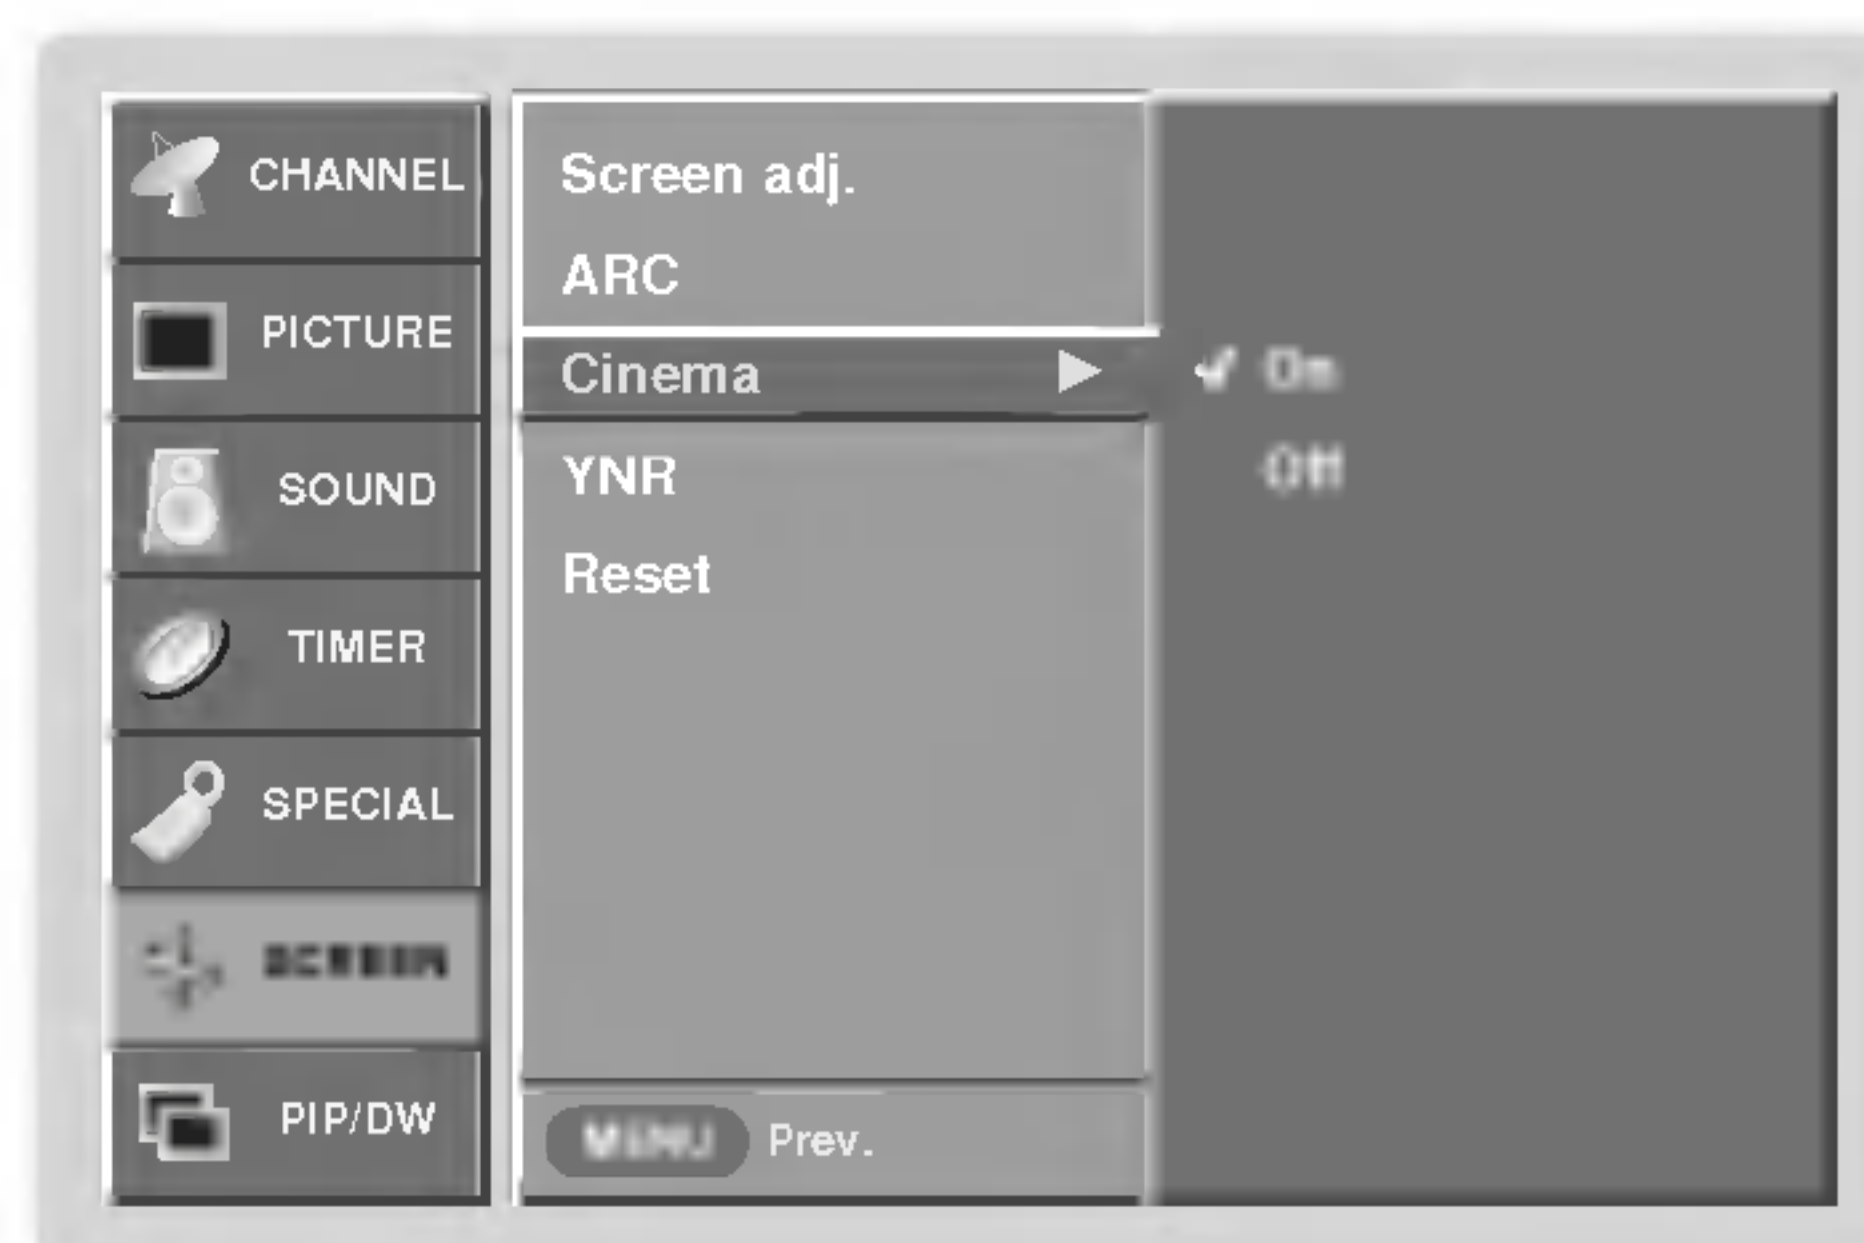 CHANNEL
PICTURE
SOUND
TIMER
SPECIAL
SCREEN
PIP/DW
Screen adj.
ARC
Cinema ▶
YNR
Reset
MENU Prev.
✔ On
Off